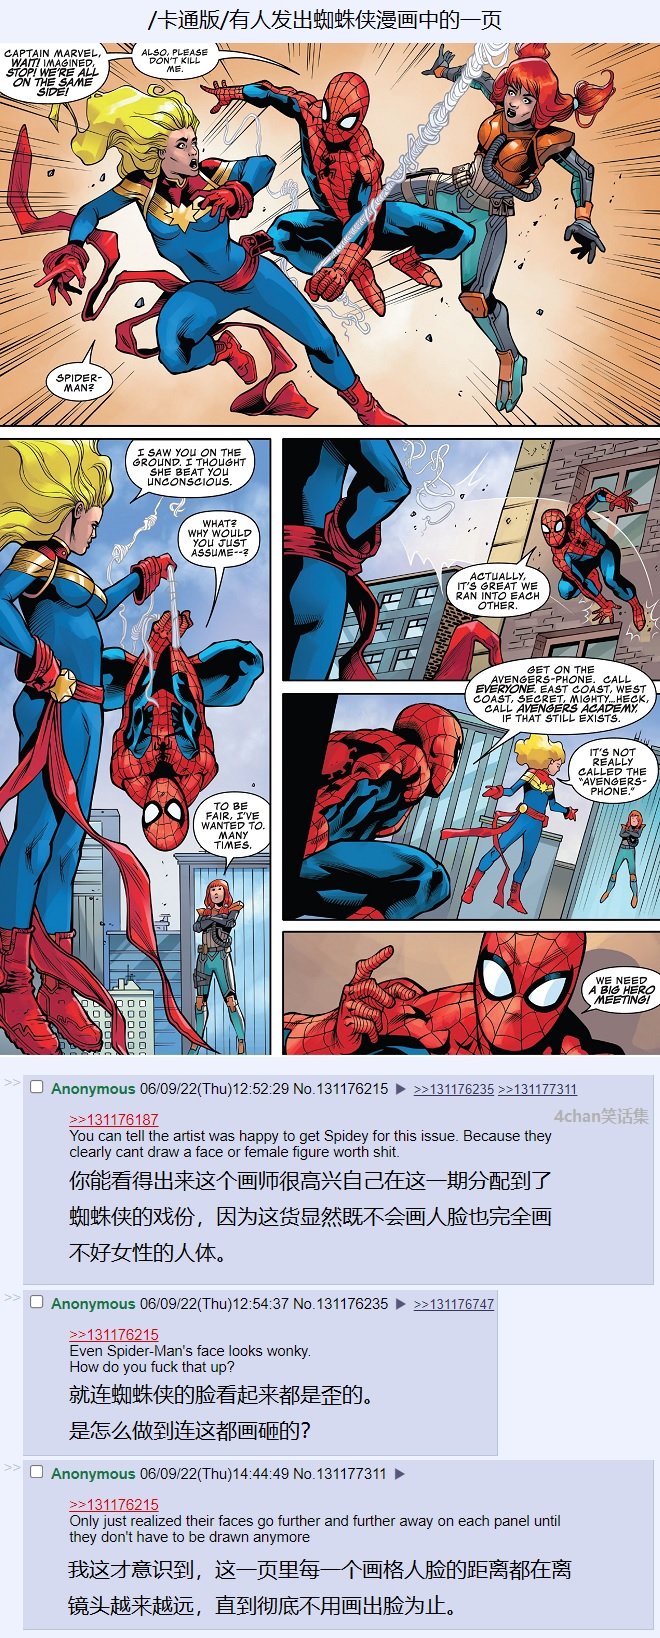 /卡通版/有人发出蜘蛛侠漫画中的一页
CAPTAIN MARVEL,
WAIT! IMAGINED,
STOP! WE'RE ALL
ON THE SAME
SIDE!
ALSO, PLEASE
DON'T KILL
ME.
SPIDER-
MAN?
I SAW YOU ON THE
GROUND. I THOUGHT
SHE BEAT YOU
UNCONSCIOUS.
WHAT?
WHY WOULD
YOU JUST
ASSUME--?
TO BE
FAIR, I'VE
WANTED TO.
MANY
TIMES.
ACTUALLY,
IT'S GREAT WE
RAN INTO EACH
OTHER.
GET ON THE
AVENGERS-PHONE. CALL
EVERYONE. EAST COAST, WEST
COAST, SECRET, MIGHTY...HECK,
CALL AVENGERS ACADEMY,
IF THAT STILL EXISTS.
IT'S NOT
REALLY
CALLED THE
"AVENGERS-
PHONE."
WE NEED
A BIG HERO
MEETING!
>> Anonymous 06/09/22(Thu)12:52:29 No.131176215 ▶ >>131176235 >>131177311
4chan笑话集
>>131176187
You can tell the artist was happy to get Spidey for this issue. Because they
clearly cant draw a face or female figure worth shit.
你能看得出来这个画师很高兴自己在这一期分配到了
蜘蛛侠的戏份，因为这货显然既不会画人脸也完全画
不好女性的人体。
>> Anonymous 06/09/22(Thu)12:54:37 No.131176235 ▶ >>131176747
>>131176215
Even Spider-Man's face looks wonky.
How do you fuck that up?
就连蜘蛛侠的脸看起来都是歪的。
是怎么做到连这都画砸的？
>> Anonymous 06/09/22(Thu)14:44:49 No.131177311 ▶
>>131176215
Only just realized their faces go further and further away on each panel until
they don't have to be drawn anymore
我这才意识到，这一页里每一个画格人脸的距离都在离
镜头越来越远，直到彻底不用画出脸为止。